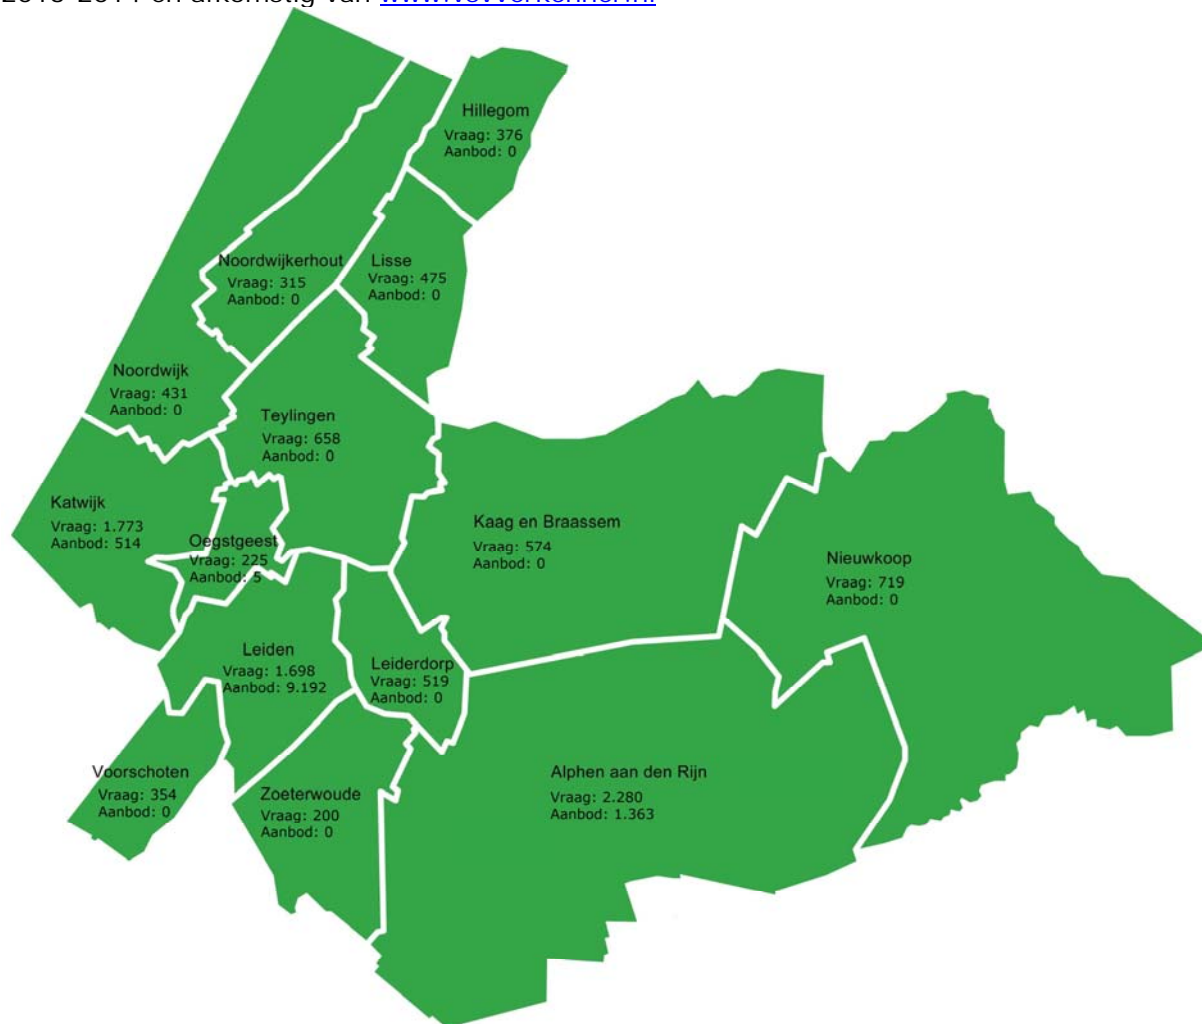 Hillegom
Vraag: 376
Aanbod: 0
Noordwijkerhout
Vraag: 315
Aanbod: 0
Lisse
Vraag: 475
Aanbod: 0
Noordwijk
Vraag: 431
Aanbod: 0
Teylingen
Vraag: 658
Aanbod: 0
Katwijk
Vraag: 1.773
Aanbod: 514
Oegstgeest
Vraag: 225
Aanbod: 5
Kaag en Braassem
Vraag: 574
Aanbod: 0
Nieuwkoop
Vraag: 719
Aanbod: 0
Leiden
Vraag: 1.698
Aanbod: 9.192
Leiderdorp
Vraag: 519
Aanbod: 0
Voorschoten
Vraag: 354
Aanbod: 0
Zoeterwoude
Vraag: 200
Aanbod: 0
Alphen aan den Rijn
Vraag: 2.280
Aanbod: 1.363